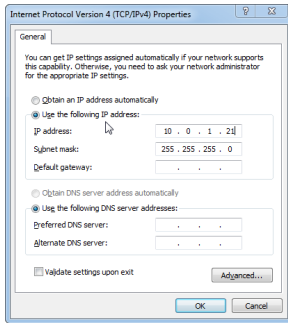 Internet Protocol Version 4 (TCP/IPv4) Properties
General
You can get IP settings assigned automatically if your network supports
this capability. Otherwise, you need to ask your network administrator
for the appropriate IP settings.
Obtain an IP address automatically
Use the following IP address:
IP address: 10 . 0 . 1 . 21
Subnet mask: 255 . 255 . 255 . 0
Default gateway: . . .
Obtain DNS server address automatically
Use the following DNS server addresses:
Preferred DNS server: . . .
Alternate DNS server: . . .
Validate settings upon exit
Advanced...
OK Cancel